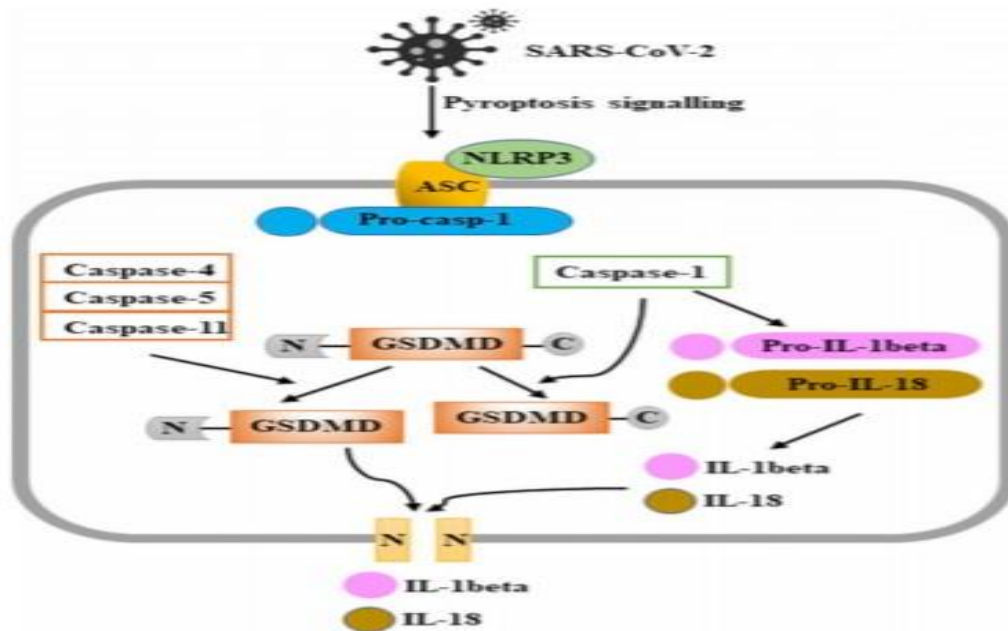 SARS-CoV-2
Pyroptosis signalling
NLRP3
ASC
Pro-casp-1
Caspase-4
Caspase-5
Caspase-11
Caspase-1
N GSDMD C
Pro-IL-1beta
Pro-IL-18
N GSDMD
GSDMD C
IL-1beta
IL-18
N N
IL-1beta
IL-18